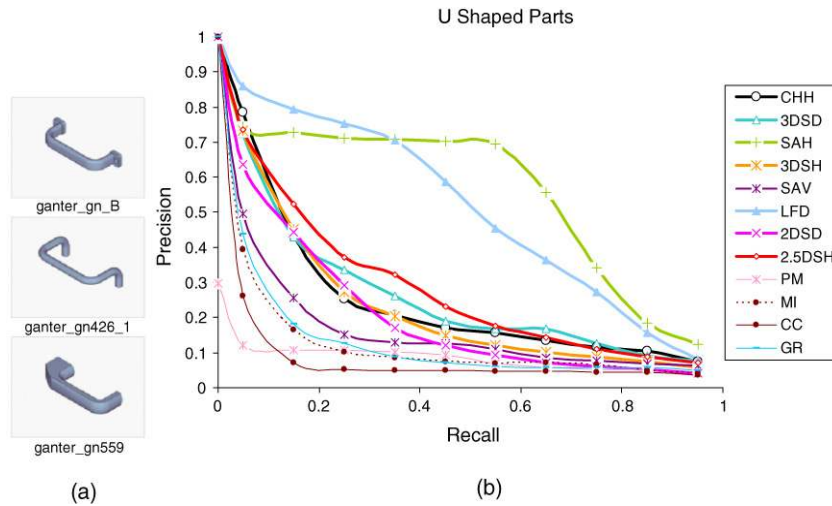 U Shaped Parts
ganter_gn_B
ganter_gn426_1
ganter_gn559
(a)
Precision
1
0.9
0.8
0.7
0.6
0.5
0.4
0.3
0.2
0.1
0
0
0.2
0.4
0.6
0.8
1
Recall
(b)
CHH
3DSD
SAH
3DSH
SAV
LFD
2DSD
2.5DSH
PM
MI
CC
GR